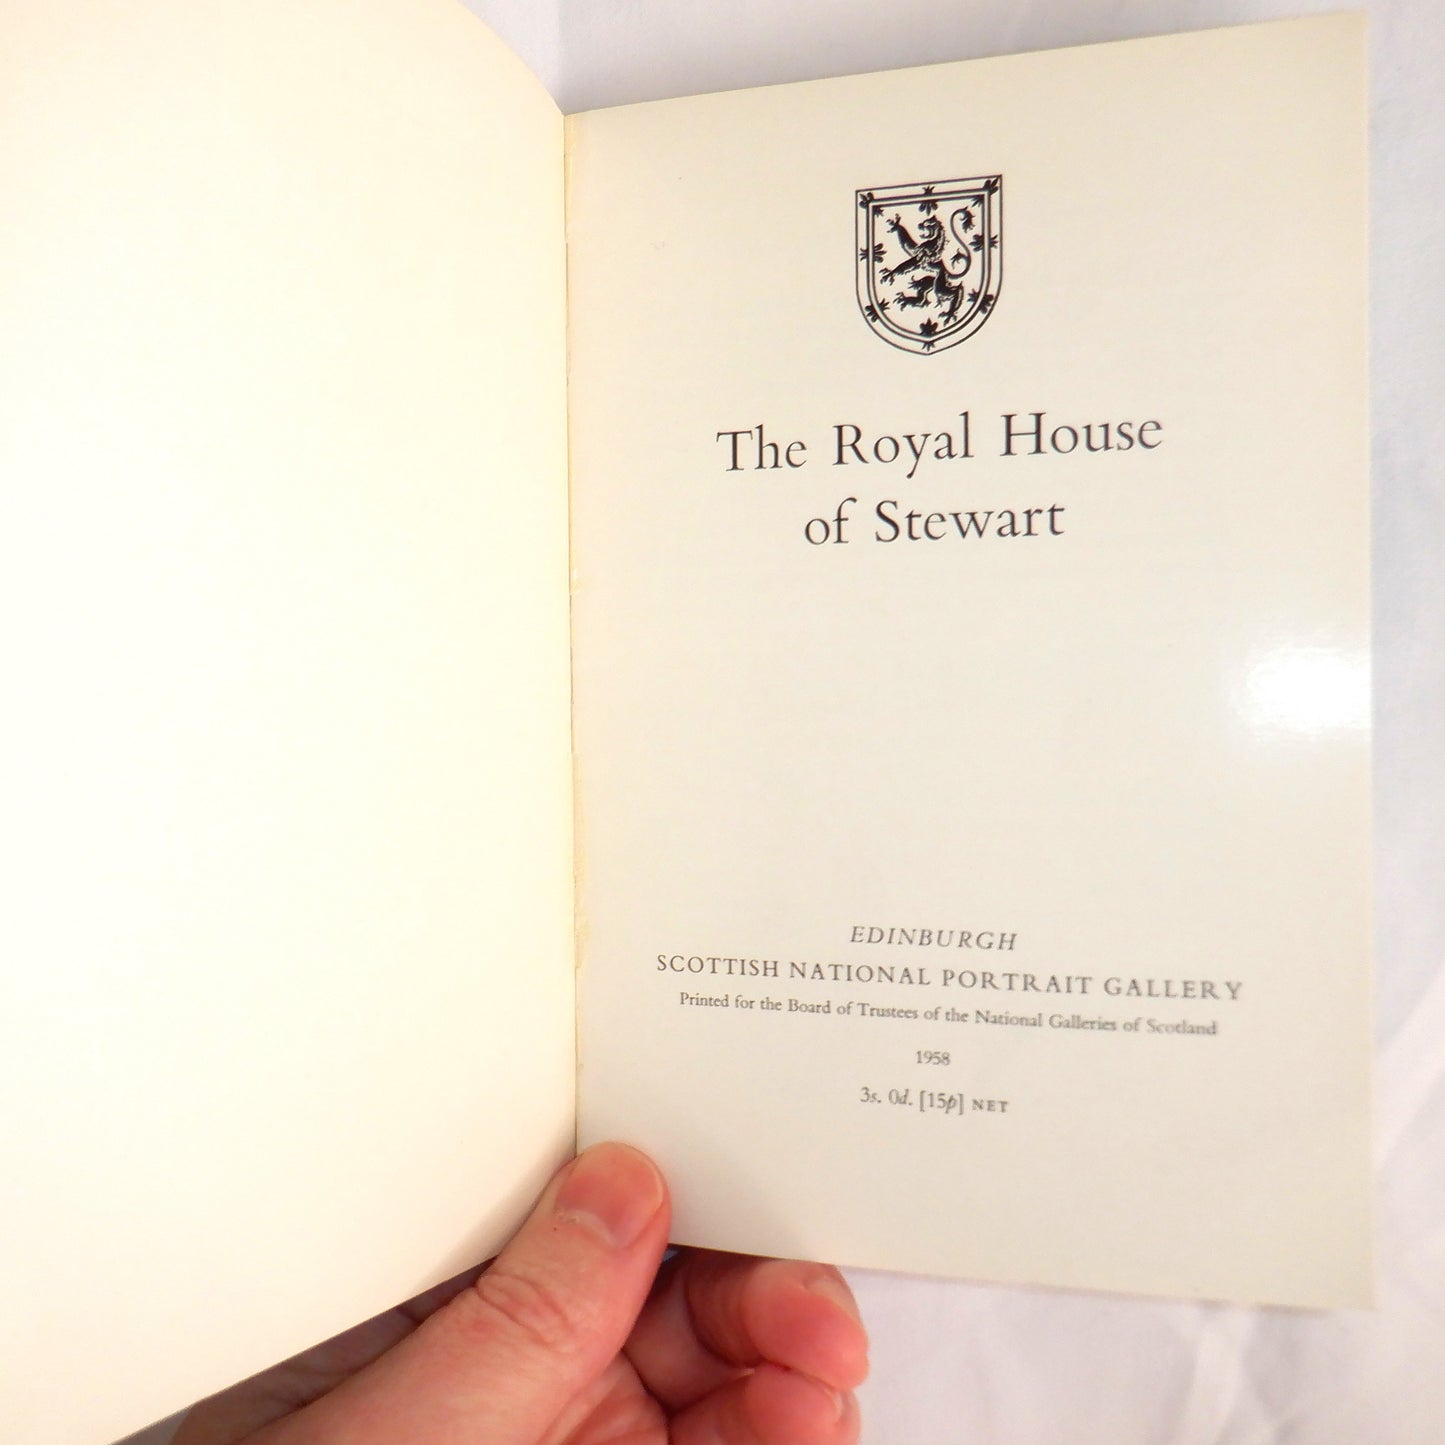 The Royal House
of Stewart
EDINBURGH
SCOTTISH NATIONAL PORTRAIT GALLERY
Printed for the Board of Trustees of the National Galleries of Scotland
1958
3s. 0d. [15p] NET